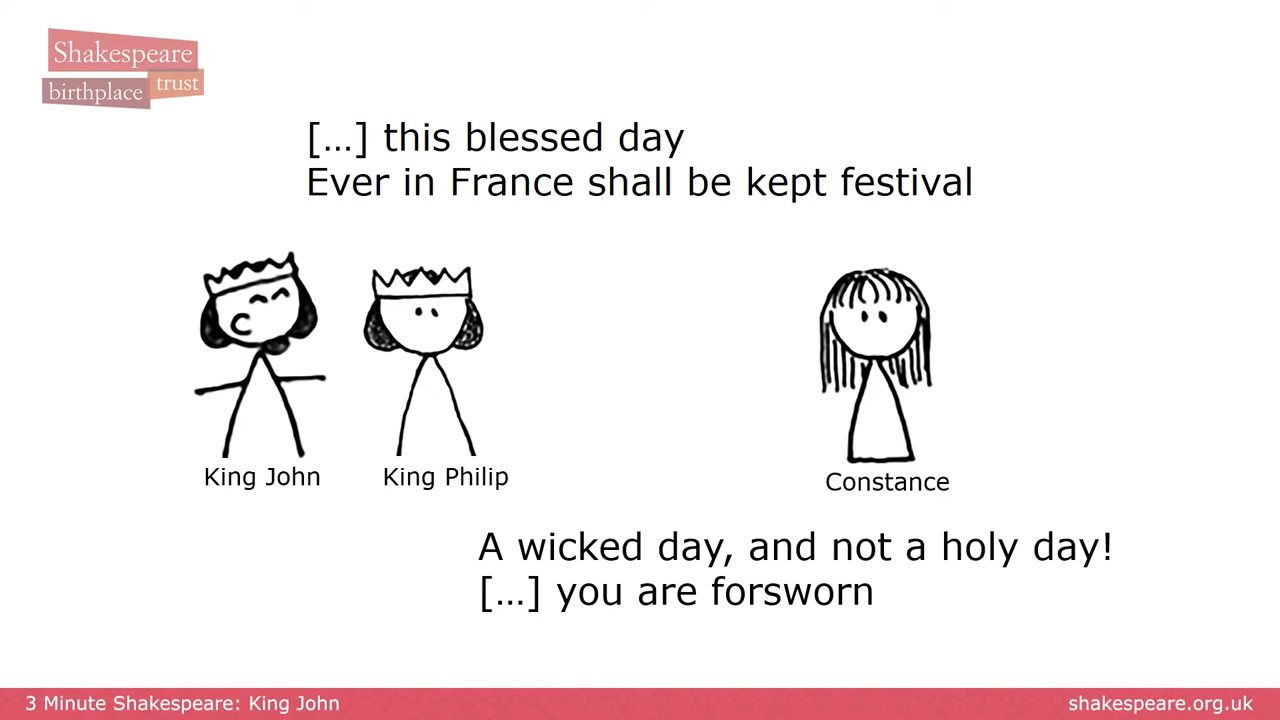 Shakespeare
birthplace trust
[…] this blessed day
Ever in France shall be kept festival
King John
King Philip
Constance
A wicked day, and not a holy day!
[…] you are forsworn
3 Minute Shakespeare: King John
shakespeare.org.uk